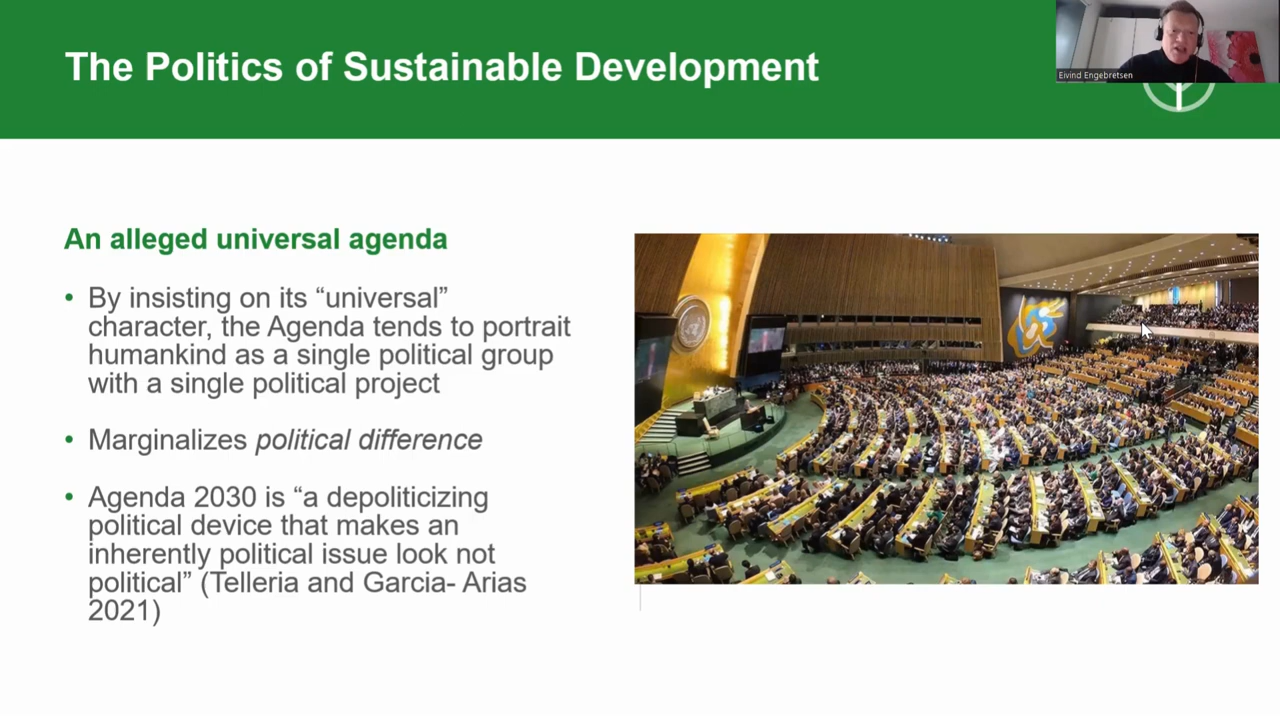 The Politics of Sustainable Development
Eivind Engebretsen
An alleged universal agenda
• By insisting on its “universal”
character, the Agenda tends to portrait
humankind as a single political group
with a single political project
• Marginalizes political difference
• Agenda 2030 is “a depoliticizing
political device that makes an
inherently political issue look not
political” (Telleria and Garcia- Arias
2021)